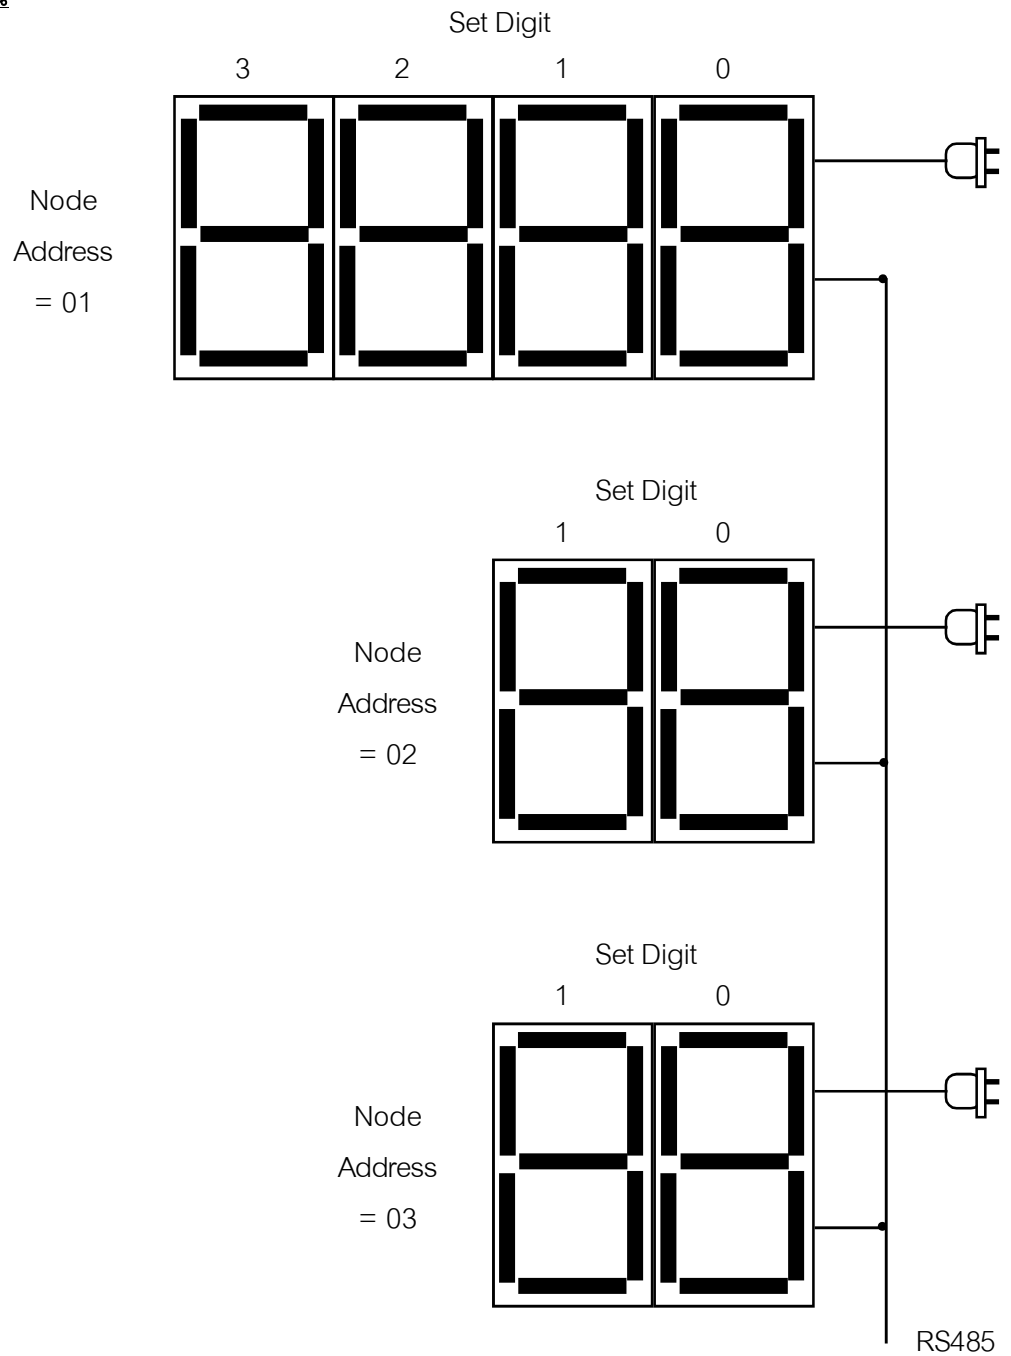 Set Digit
3 2 1 0
Node
Address
= 01
Set Digit
1 0
Node
Address
= 02
Set Digit
1 0
Node
Address
= 03
RS485